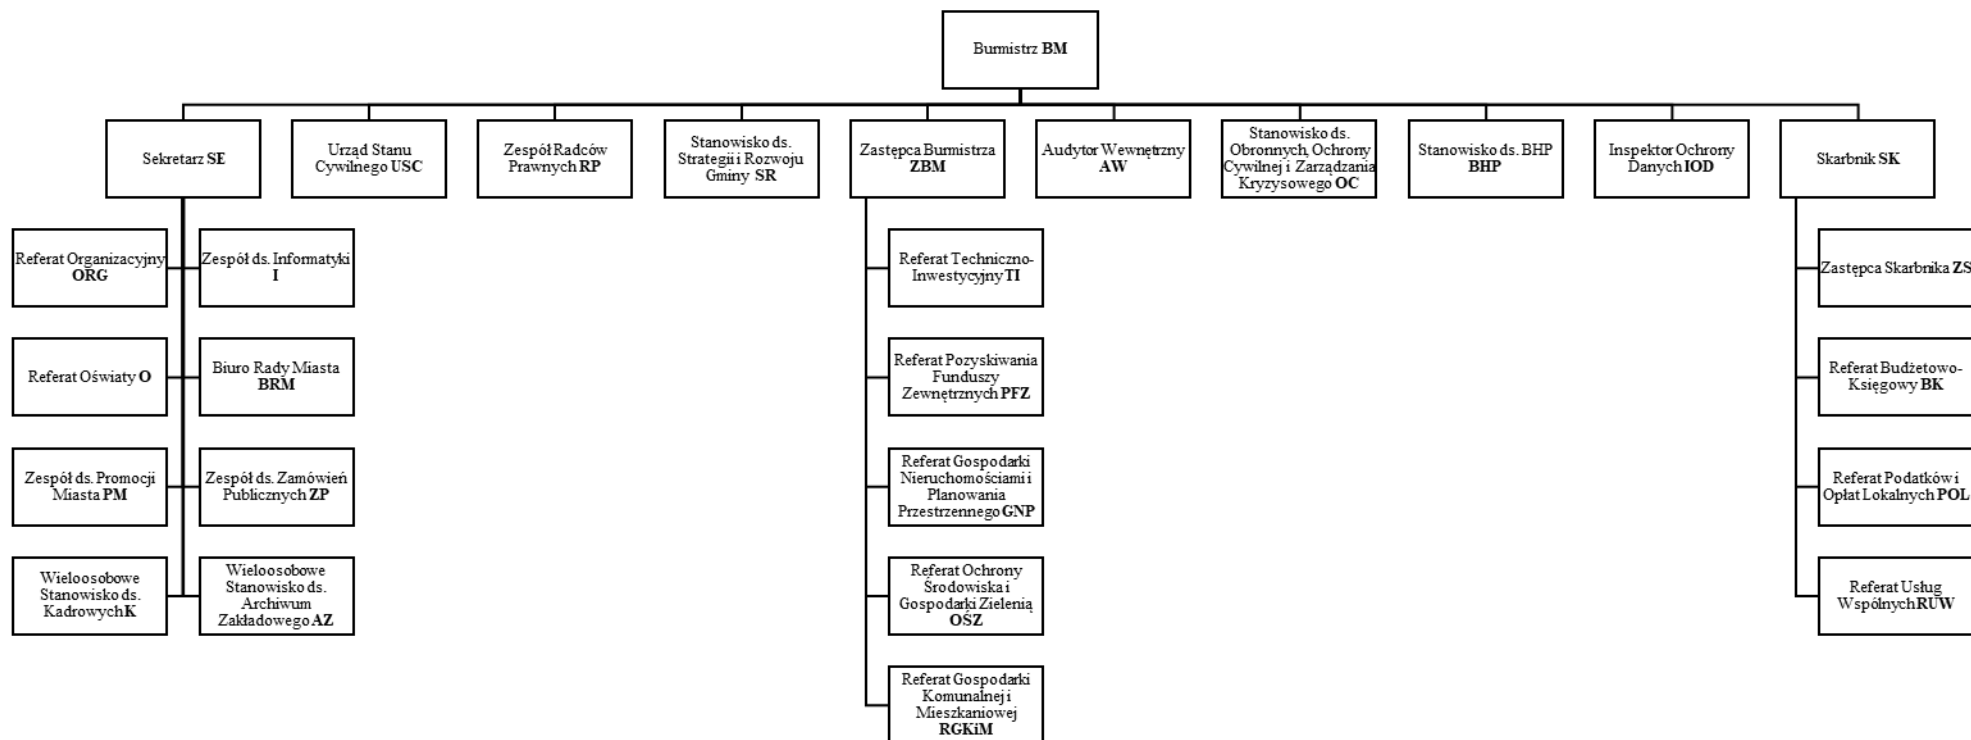 Burmistrz BM
Sekretarz SE
Urząd Stanu
Cywilnego USC
Zespół Radców
Prawnych RP
Stanowisko ds.
Strategii i Rozwoju
Gminy SR
Zastępca Burmistrza
ZBM
Audytor Wewnętrzny
AW
Stanowisko ds.
Obronnych, Ochrony
Cywilnej i Zarządzania
Kryzysowego OC
Stanowisko ds. BHP
BHP
Inspektor Ochrony
Danych IOD
Skarbnik SK
Referat Organizacyjny
ORG
Zespół ds. Informatyki
I
Referat Oświaty O
Biuro Rady Miasta
BRM
Zespół ds. Promocji
Miasta PM
Zespół ds. Zamówień
Publicznych ZP
Wieloosobowe
Stanowisko ds.
Kadrowych K
Wieloosobowe
Stanowisko ds.
Archiwum
Zakładowego AZ
Referat Techniczno-
Inwestycyjny TI
Referat Pozyskiwania
Funduszy
Zewnętrznych PFZ
Referat Gospodarki
Nieruchomościami i
Planowania
Przestrzennego GNP
Referat Ochrony
Środowiska i
Gospodarki Zielenią
OŚZ
Referat Gospodarki
Komunalnej i
Mieszkaniowej
RGKiM
Zastępca Skarbnika ZS
Referat Budżetowo-
Księgowy BK
Referat Podatków i
Opłat Lokalnych POL
Referat Usług
Wspólnych RUW